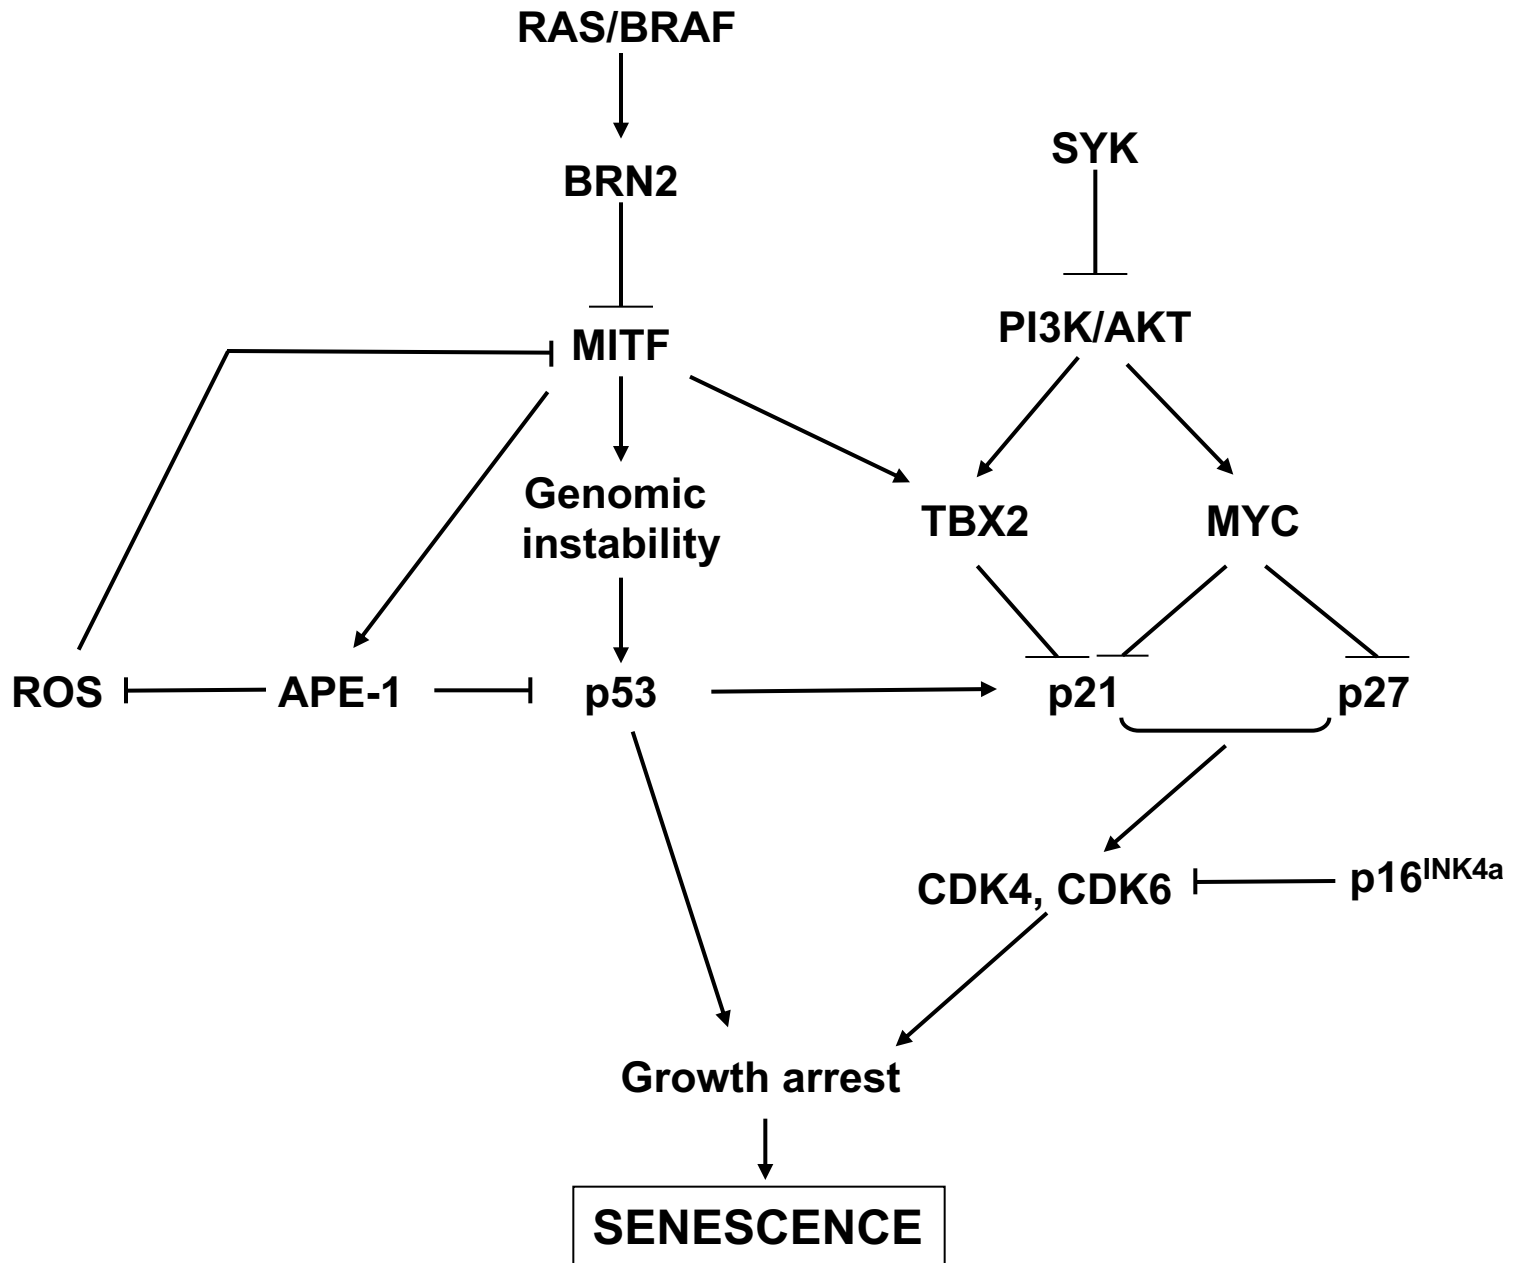 RAS/BRAF
SYK
BRN2
PI3K/AKT
MITF
Genomic
instability
TBX2
MYC
ROS
APE-1
p53
p21
p27
CDK4, CDK6
p16INK4a
Growth arrest
SENESCENCE